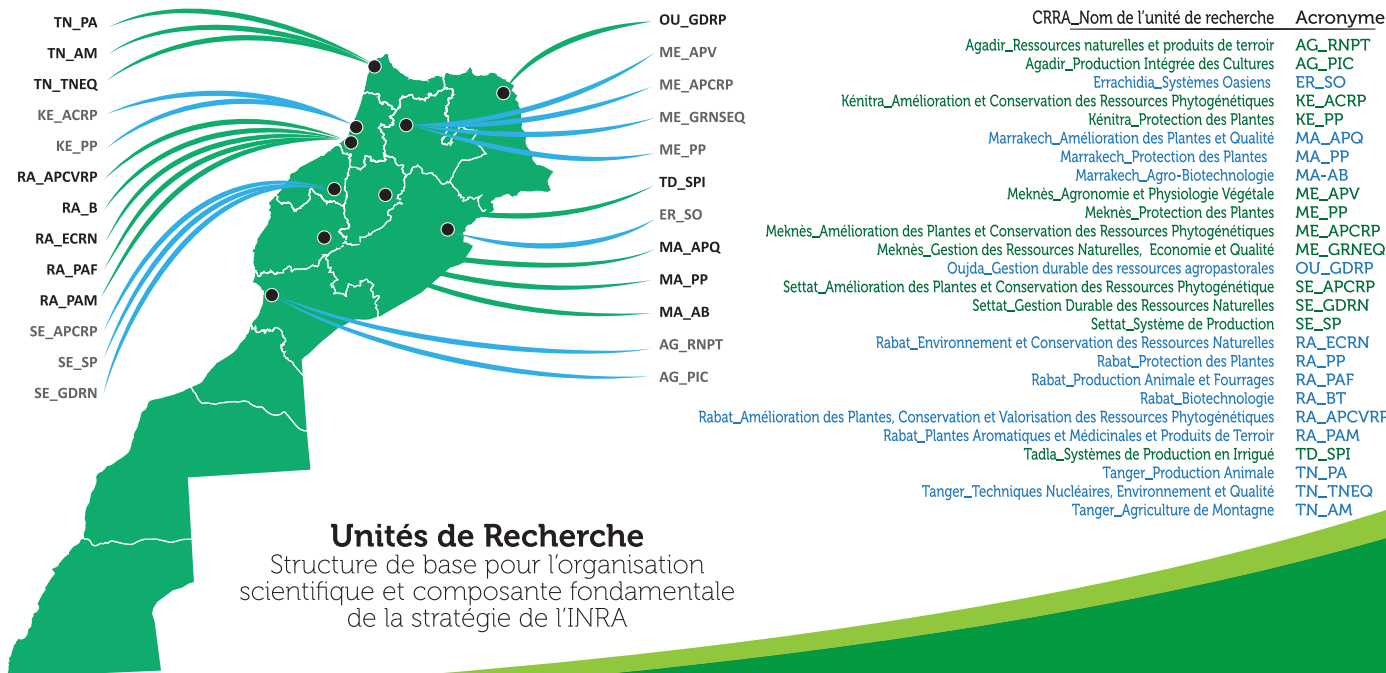 TN_PA
TN_AM
TN_TNEQ
KE_ACRP
KE_PP
RA_APCVRP
RA_B
RA_ECRN
RA_PAF
RA_PAM
SE_APCRP
SE_SP
SE_GDRN
OU_GDRP
ME_APV
ME_APCRP
ME_GRNSEQ
ME_PP
TD_SPI
ER_SO
MA_APQ
MA_PP
MA_AB
AG_RNPT
AG_PIC
CRRA_Nom de l'unité de recherche Acronyme
Agadir_Ressources naturelles et produits de terroir AG_RNPT
Agadir_Production Intégrée des Cultures AG_PIC
Errachidia_Systèmes Oasiens ER_SO
Kénitra_Amélioration et Conservation des Ressources Phytogénétiques KE_ACRP
Kénitra_Protection des Plantes KE_PP
Marrakech_Amélioration des Plantes et Qualité MA_APQ
Marrakech_Protection des Plantes MA_PP
Marrakech_Agro-Biotechnologie MA-AB
Meknès_Agronomie et Physiologie Végétale ME_APV
Meknès_Protection des Plantes ME_PP
Meknès_Amélioration des Plantes et Conservation des Ressources Phytogénétiques ME_APCRP
Meknès_Gestion des Ressources Naturelles, Economie et Qualité ME_GRNEQ
Oujda_Gestion durable des ressources agropastorales OU_GDRP
Settat_Amélioration des Plantes et Conservation des Ressources Phytogénétique SE_APCRP
Settat_Gestion Durable des Ressources Naturelles SE_GDRN
Settat_Système de Production SE_SP
Rabat_Environnement et Conservation des Ressources Naturelles RA_ECRN
Rabat_Protection des Plantes RA_PP
Rabat_Production Animale et Fourrages RA_PAF
Rabat_Biotechnologie RA_BT
Rabat_Amélioration des Plantes, Conservation et Valorisation des Ressources Phytogénétiques RA_APCVRP
Rabat_Plantes Aromatiques et Médicinales et Produits de Terroir RA_PAM
Tadla_Systèmes de Production en Irrigué TD_SPI
Tanger_Production Animale TN_PA
Tanger_Techniques Nucléaires, Environnement et Qualité TN_TNEQ
Tanger_Agriculture de Montagne TN_AM
Unités de Recherche
Structure de base pour l'organisation
scientifique et composante fondamentale
de la stratégie de l'INRA